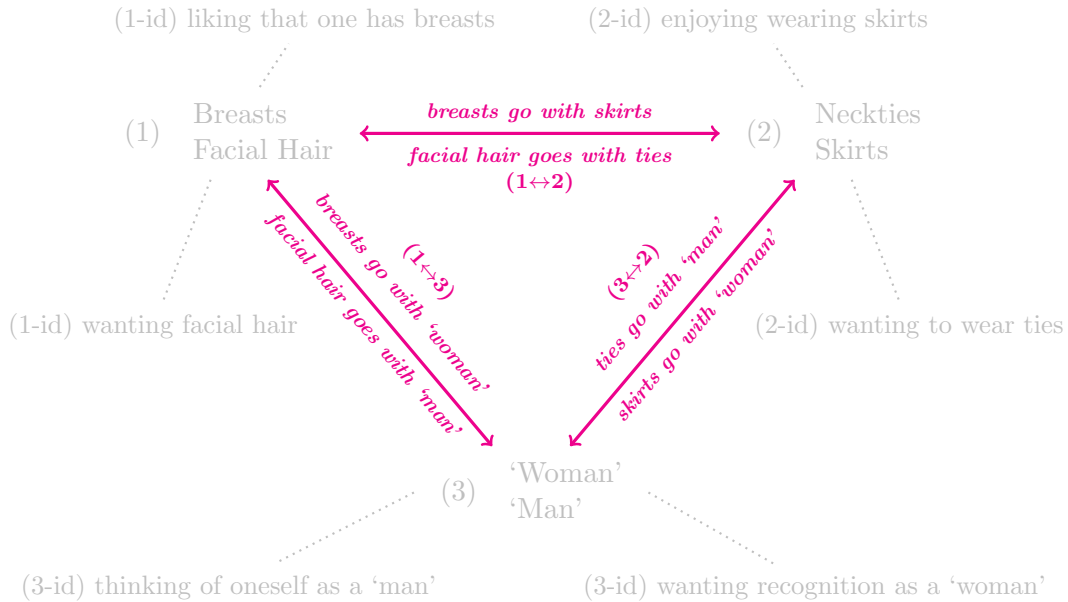 (1-id) liking that one has breasts
(2-id) enjoying wearing skirts
(1)
Breasts
Facial Hair
breasts go with skirts
facial hair goes with ties
(1↔2)
(2)
Neckties
Skirts
breasts go with ‘woman’
facial hair goes with ‘man’
(1↔3)
(3↔2)
ties go with ‘man’
skirts go with ‘woman’
(1-id) wanting facial hair
(2-id) wanting to wear ties
(3)
‘Woman’
‘Man’
(3-id) thinking of oneself as a ‘man’
(3-id) wanting recognition as a ‘woman’